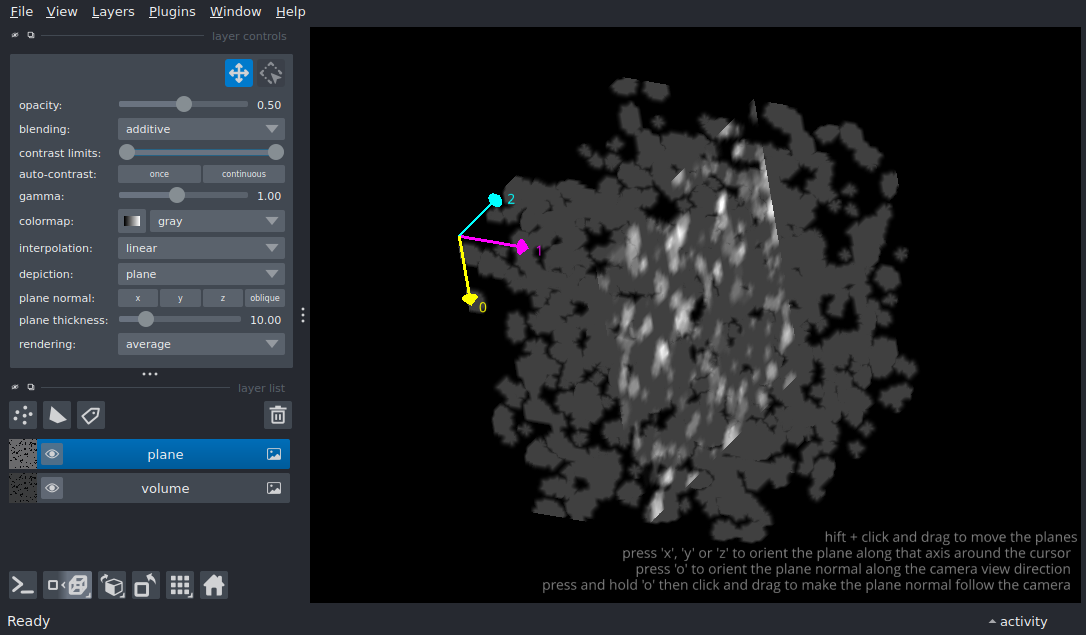 File View Layers Plugins Window Help
layer controls
opacity: 0.50
blending: additive
contrast limits:
auto-contrast: once continuous
gamma: 1.00
colormap: gray
interpolation: linear
depiction: plane
plane normal: x y z oblique
plane thickness: 10.00
rendering: average
layer list
plane
volume
2
1
0
hift + click and drag to move the planes
press 'x', 'y' or 'z' to orient the plane along that axis around the cursor
press 'o' to orient the plane normal along the camera view direction
press and hold 'o' then click and drag to make the plane normal follow the camera
Ready
activity